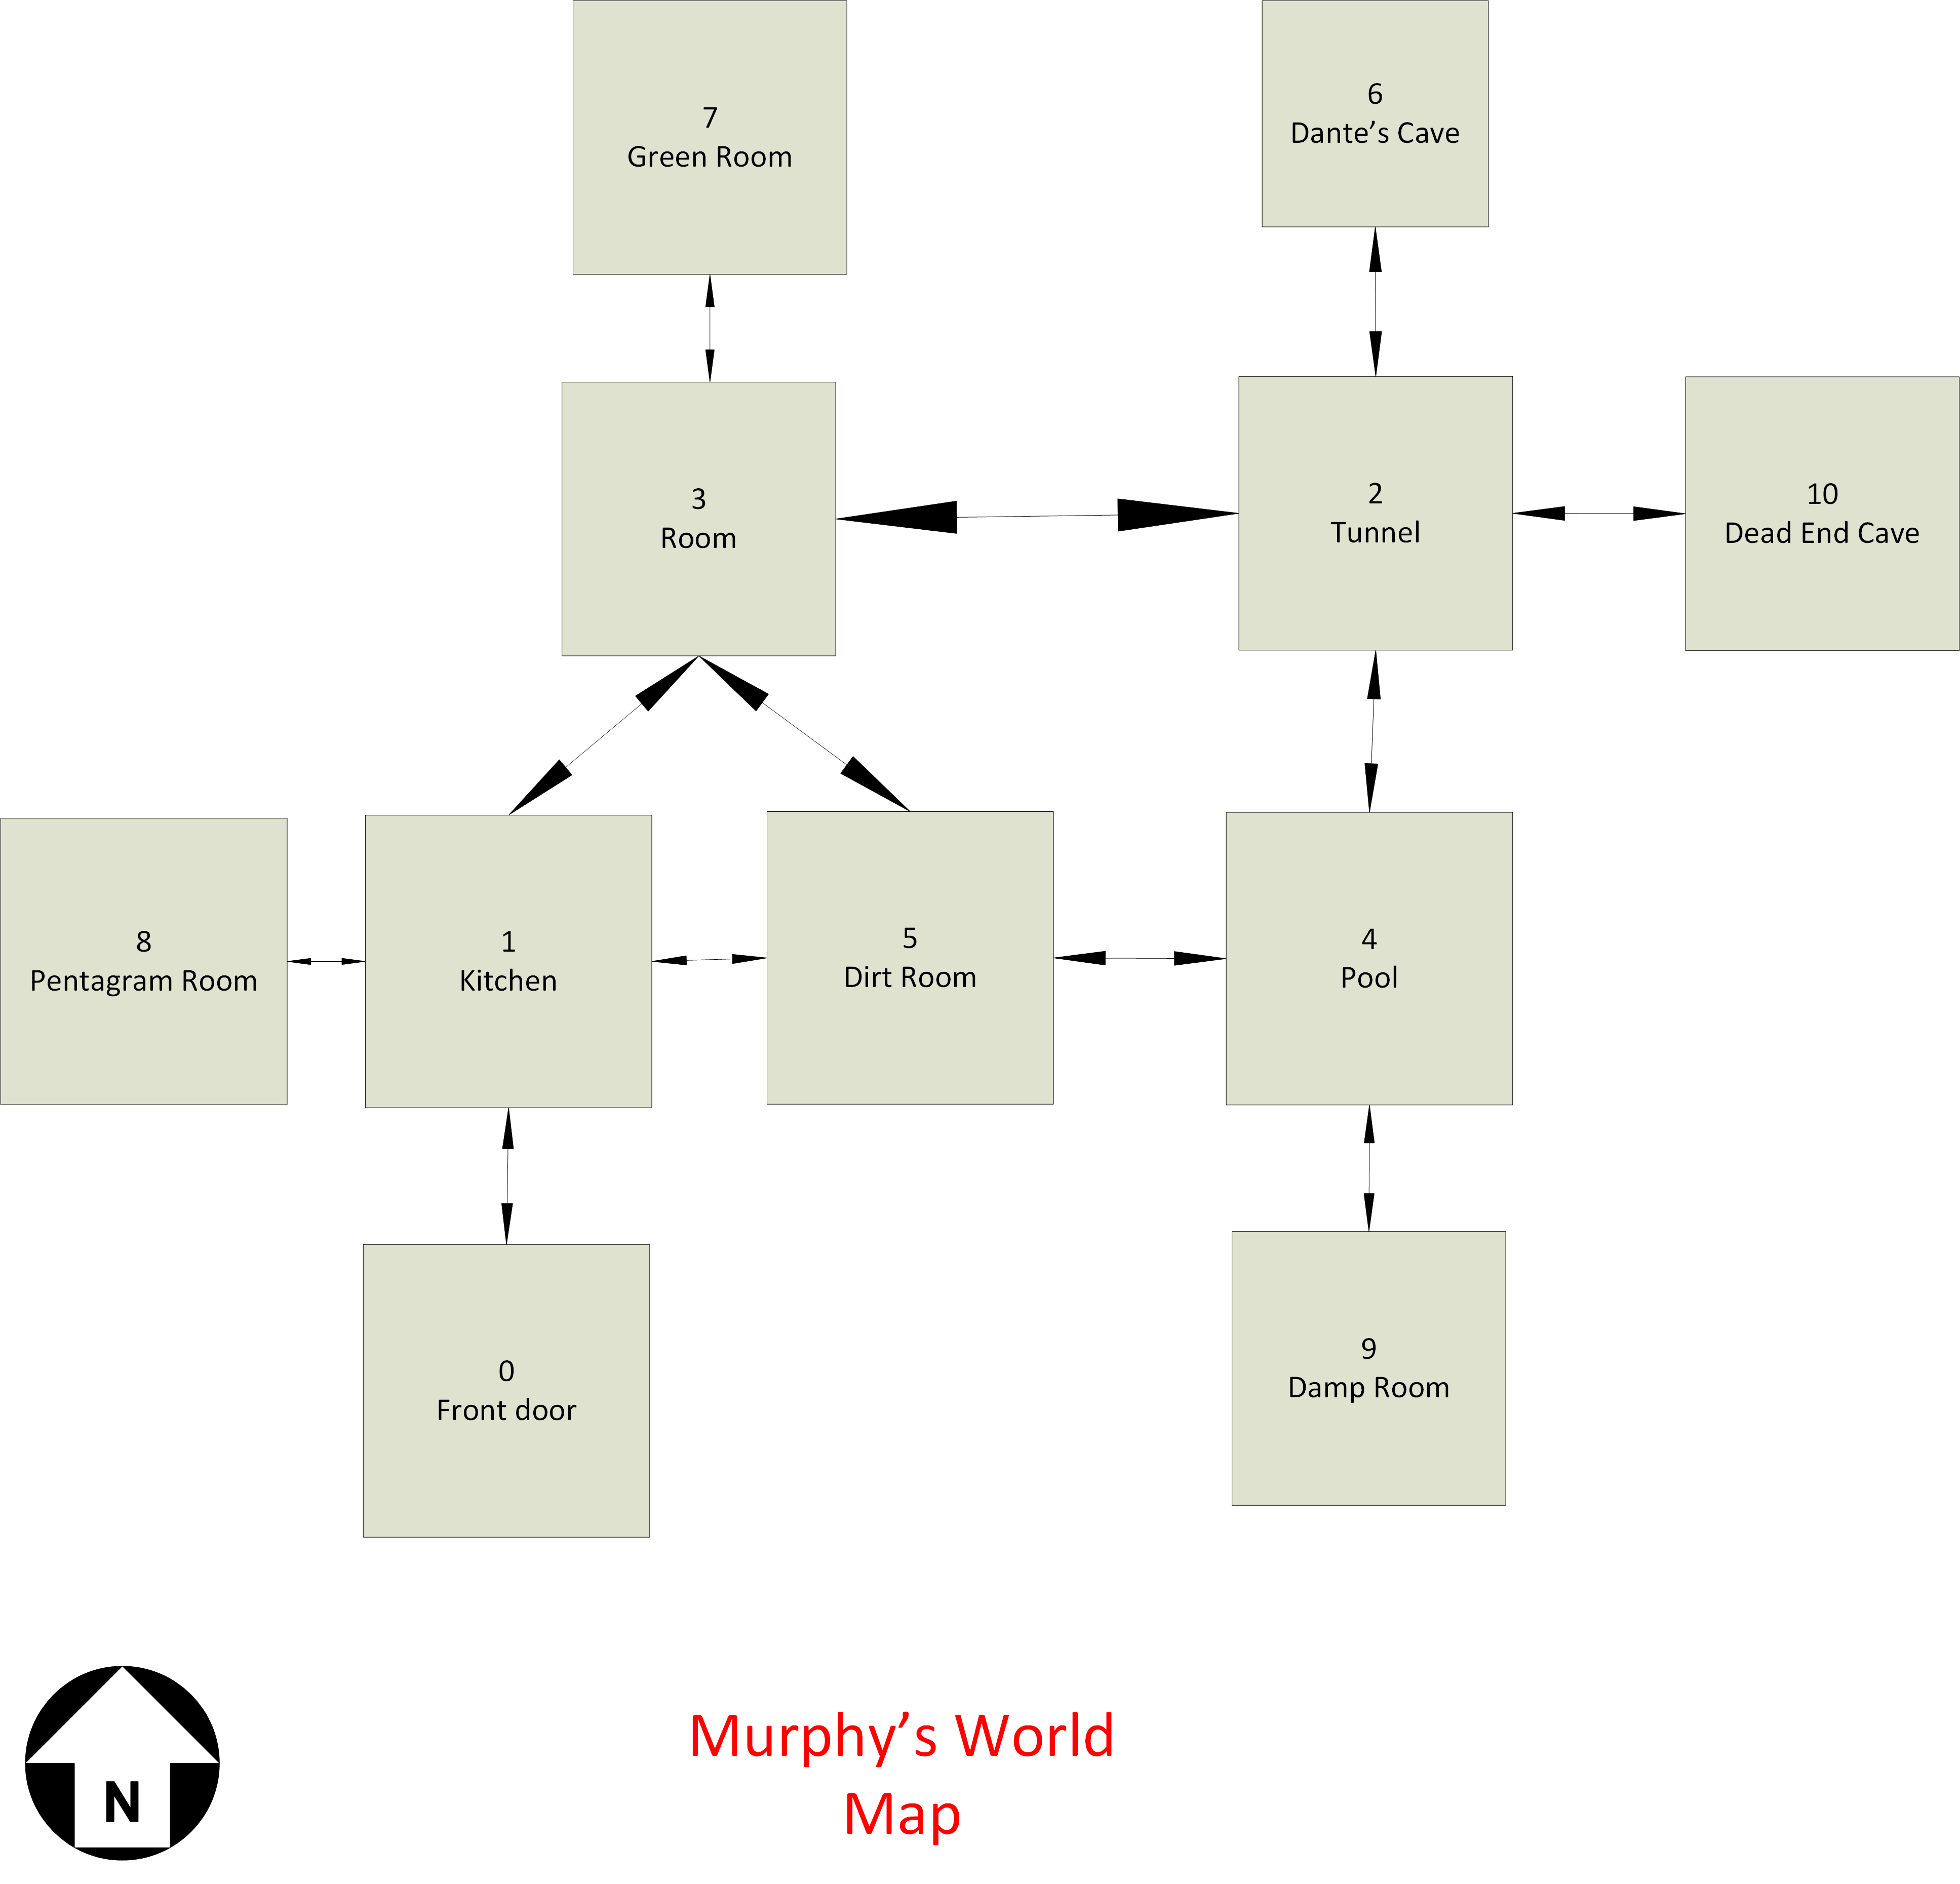 7
Green Room
6
Dante’s Cave
3
Room
2
Tunnel
10
Dead End Cave
8
Pentagram Room
1
Kitchen
5
Dirt Room
4
Pool
0
Front door
9
Damp Room
N
Murphy’s World
Map